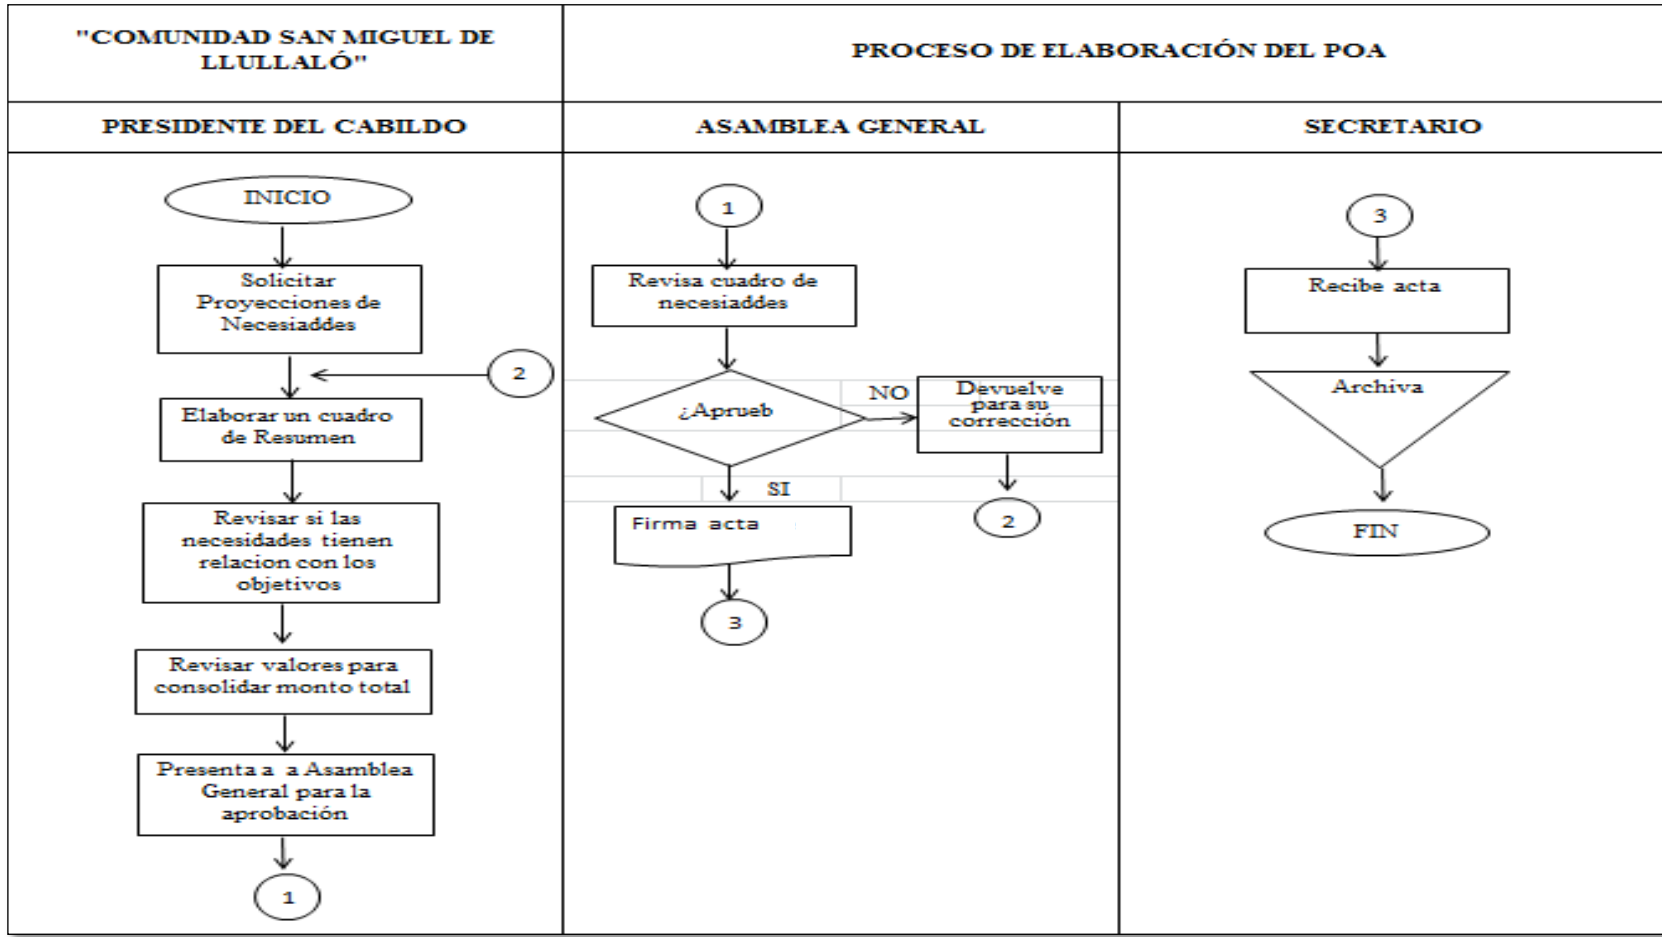 "COMUNIDAD SAN MIGUEL DE
LLULLALÓ"
PROCESO DE ELABORACIÓN DEL POA
PRESIDENTE DEL CABILDO
ASAMBLEA GENERAL
SECRETARIO
INICIO
Solicitar
Proyecciones de
Necesiaddes
2
Elaborar un cuadro
de Resumen
Revisar si las
necesidades tienen
relacion con los
objetivos
Revisar valores para
consolidar monto total
Presenta a a Asamblea
General para la
aprobación
1
1
Revisa cuadro de
necesiaddes
¿Aprueb
NO
Devuelve
para su
corrección
2
SI
Firma acta
3
3
Recibe acta
Archiva
FIN